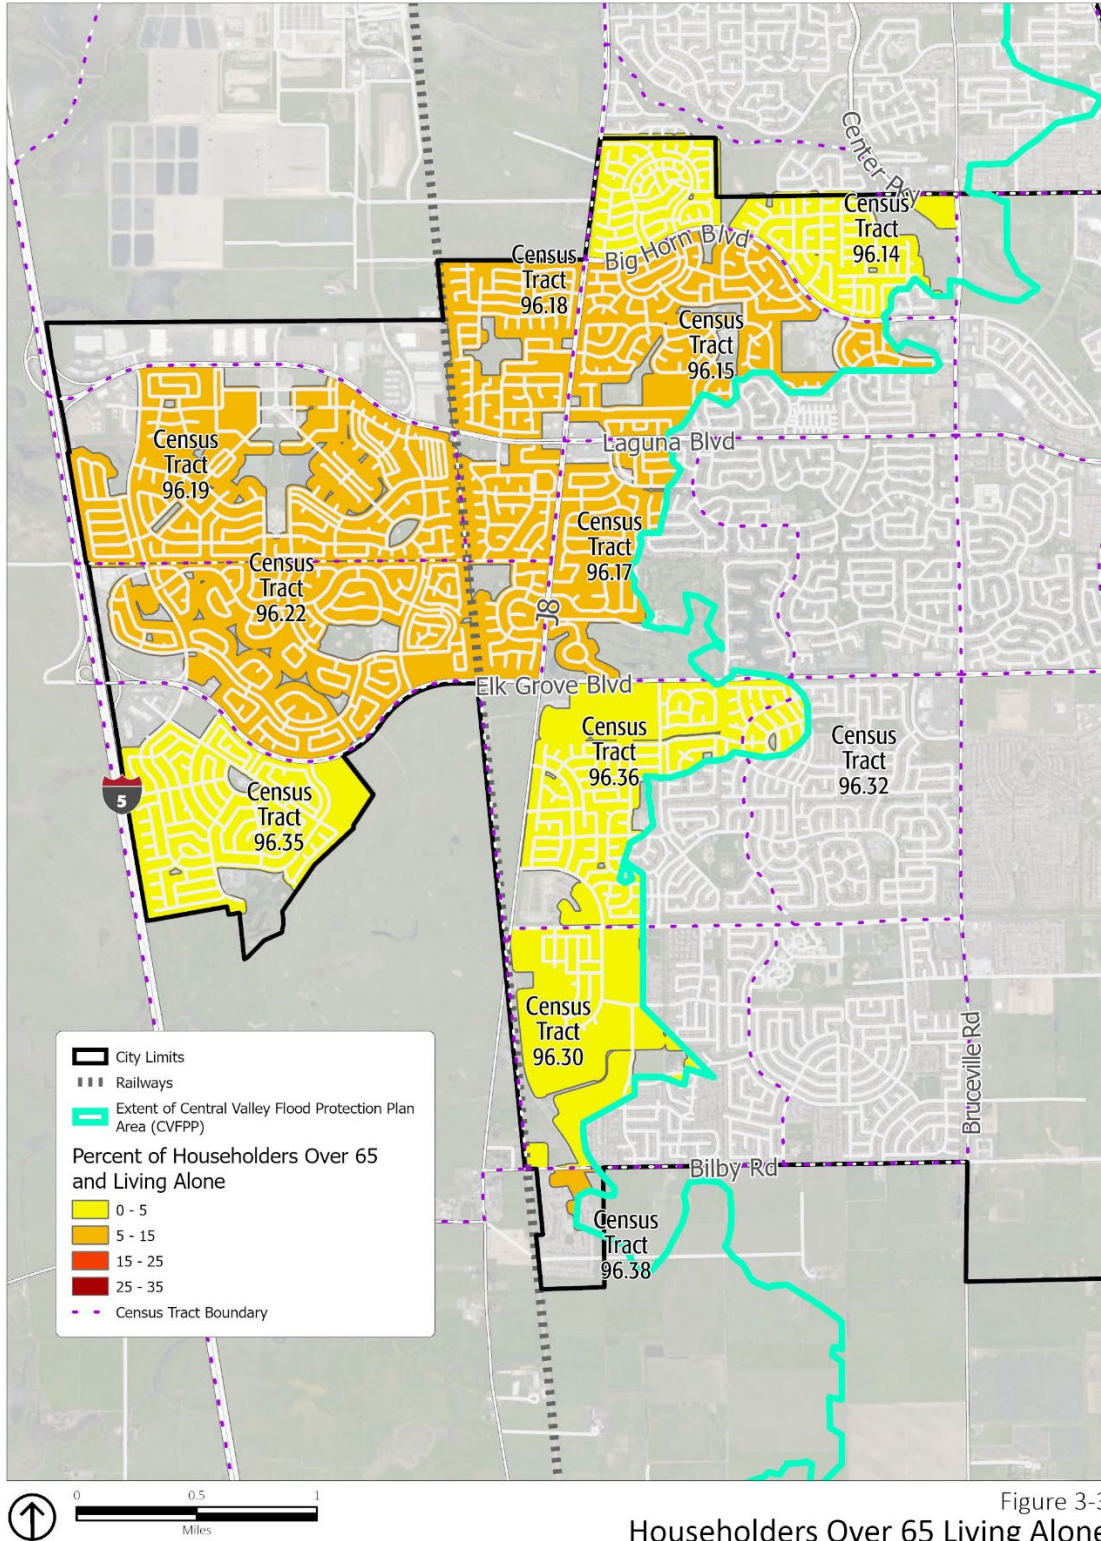 Center Pky
Census
Tract
96.14
Big Horn Blvd
Census
Tract
96.18
Census
Tract
96.15
Laguna Blvd
Census
Tract
96.19
Census
Tract
96.17
Census
Tract
96.22
J8
Elk Grove Blvd
Census
Tract
96.36
Census
Tract
96.32
5
Census
Tract
96.35
Census
Tract
96.30
Bruceville Rd
Bilby Rd
Census
Tract
96.38
City Limits
Railways
Extent of Central Valley Flood Protection Plan
Area (CVFPP)
Percent of Householders Over 65
and Living Alone
0 - 5
5 - 15
15 - 25
25 - 35
Census Tract Boundary
0 0.5 1
Miles
Figure 3-3
Householders Over 65 Living Alone